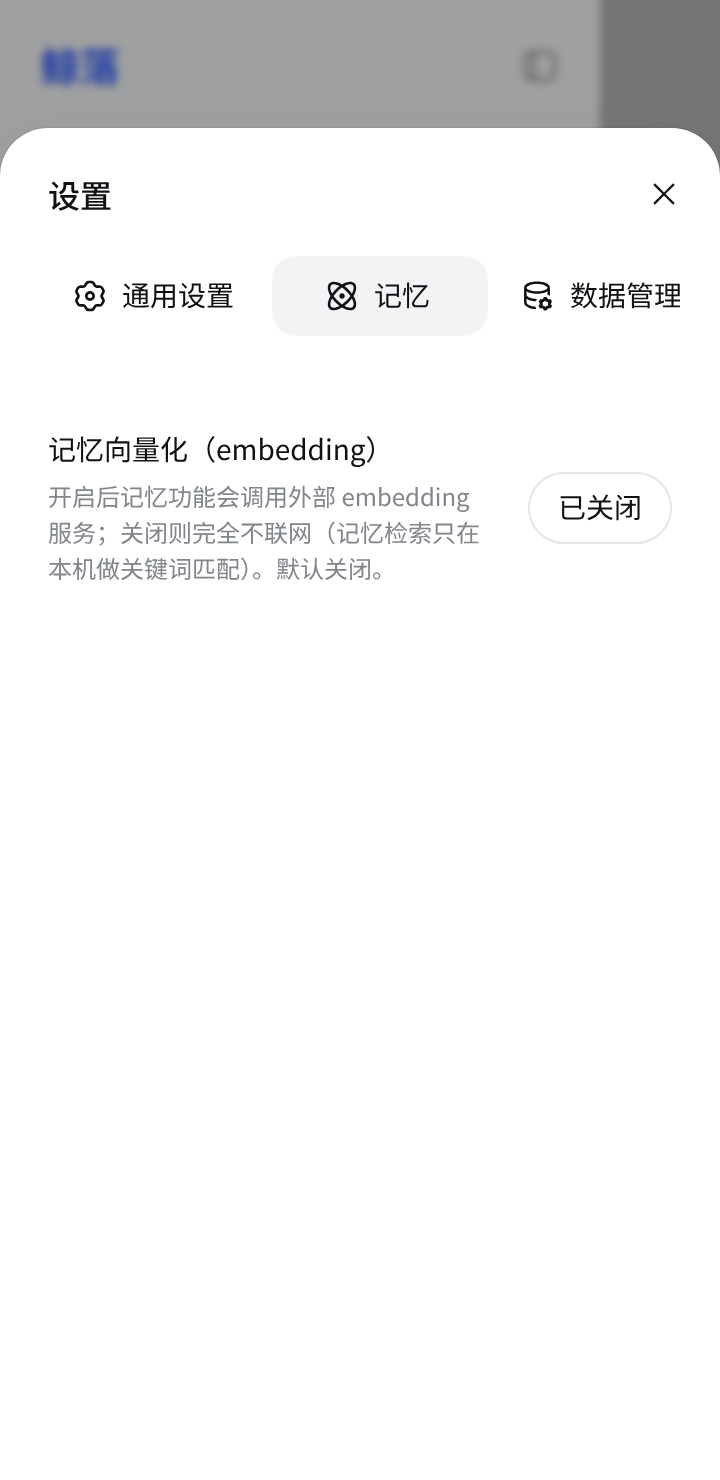 鲸落
设置
通用设置
记忆
数据管理
记忆向量化（embedding）
开启后记忆功能会调用外部 embedding
服务；关闭则完全不联网（记忆检索只在
本机做关键词匹配）。默认关闭。
已关闭